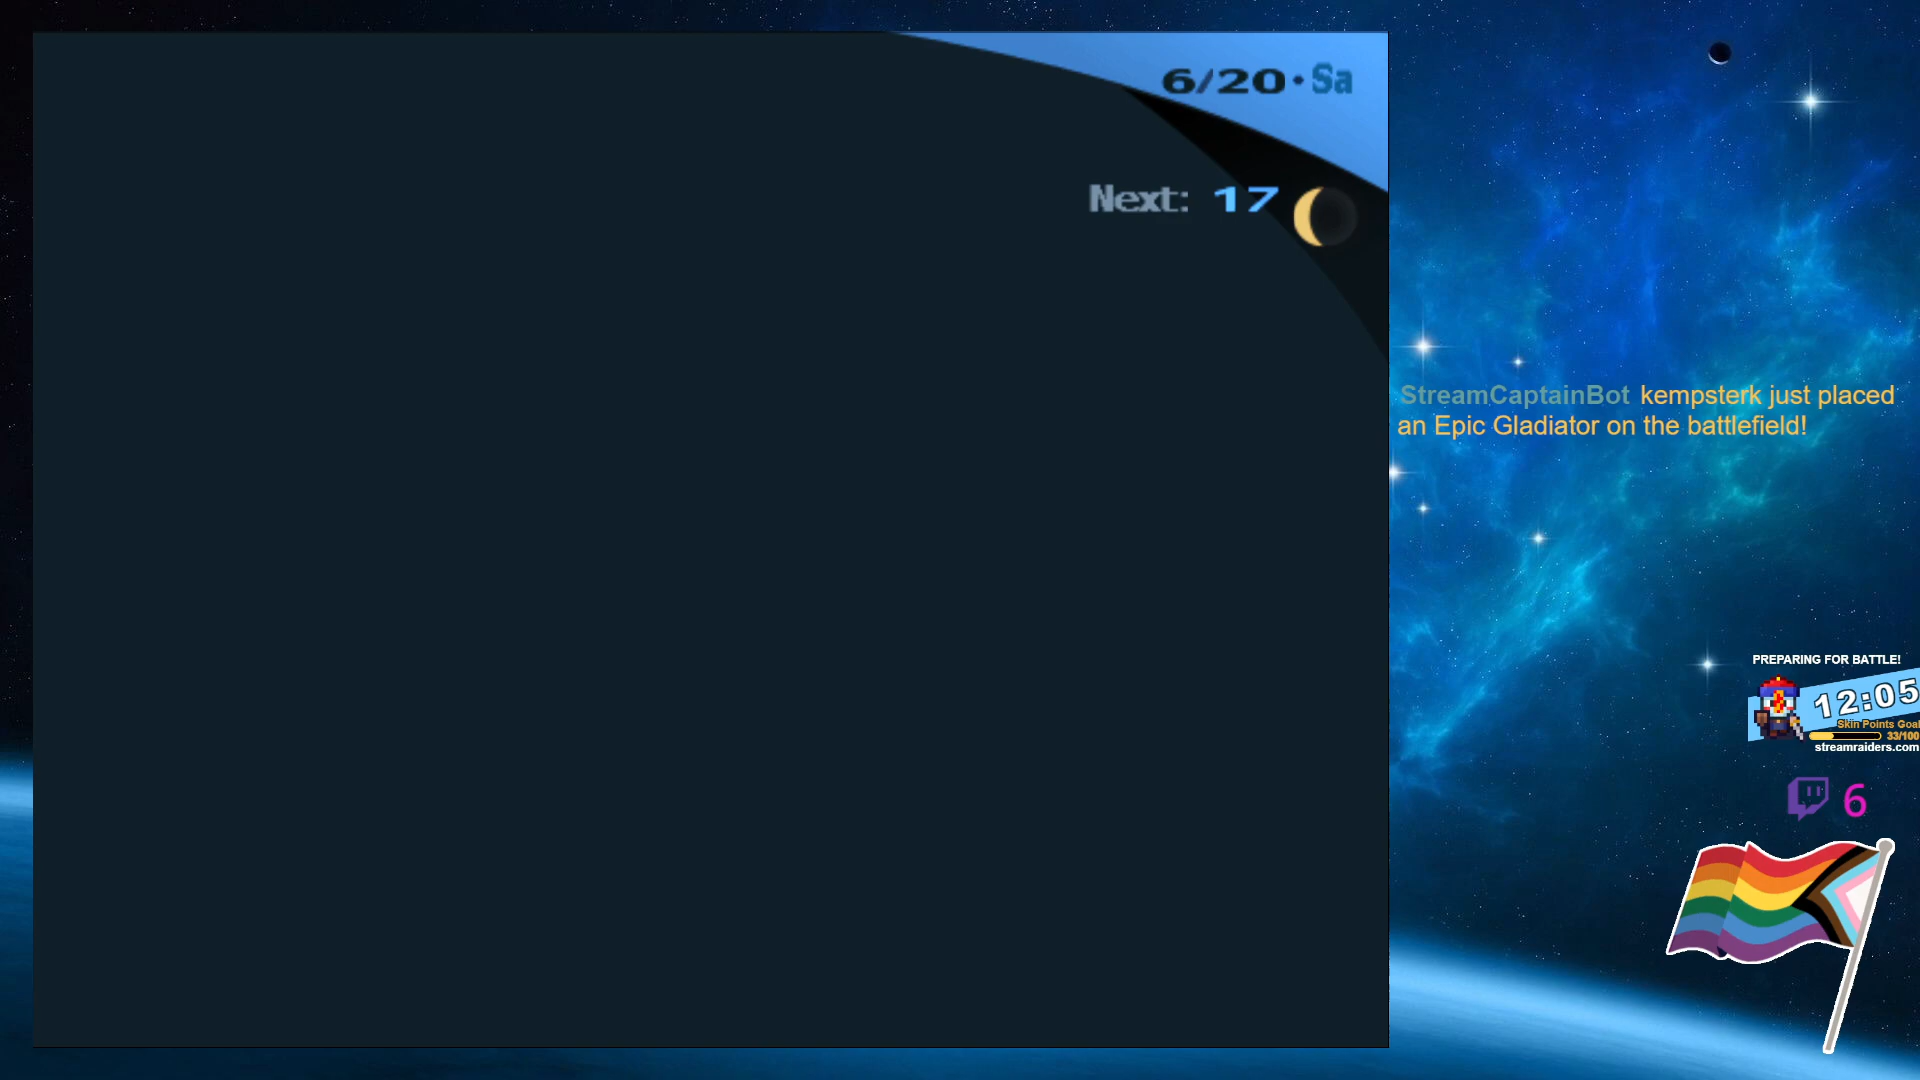 6/20·Sa
Next: 17
StreamCaptainBot kempsterk just placed
an Epic Gladiator on the battlefield!
PREPARING FOR BATTLE!
12:05
Skin Points Goal
33/100
streamraiders.com
6